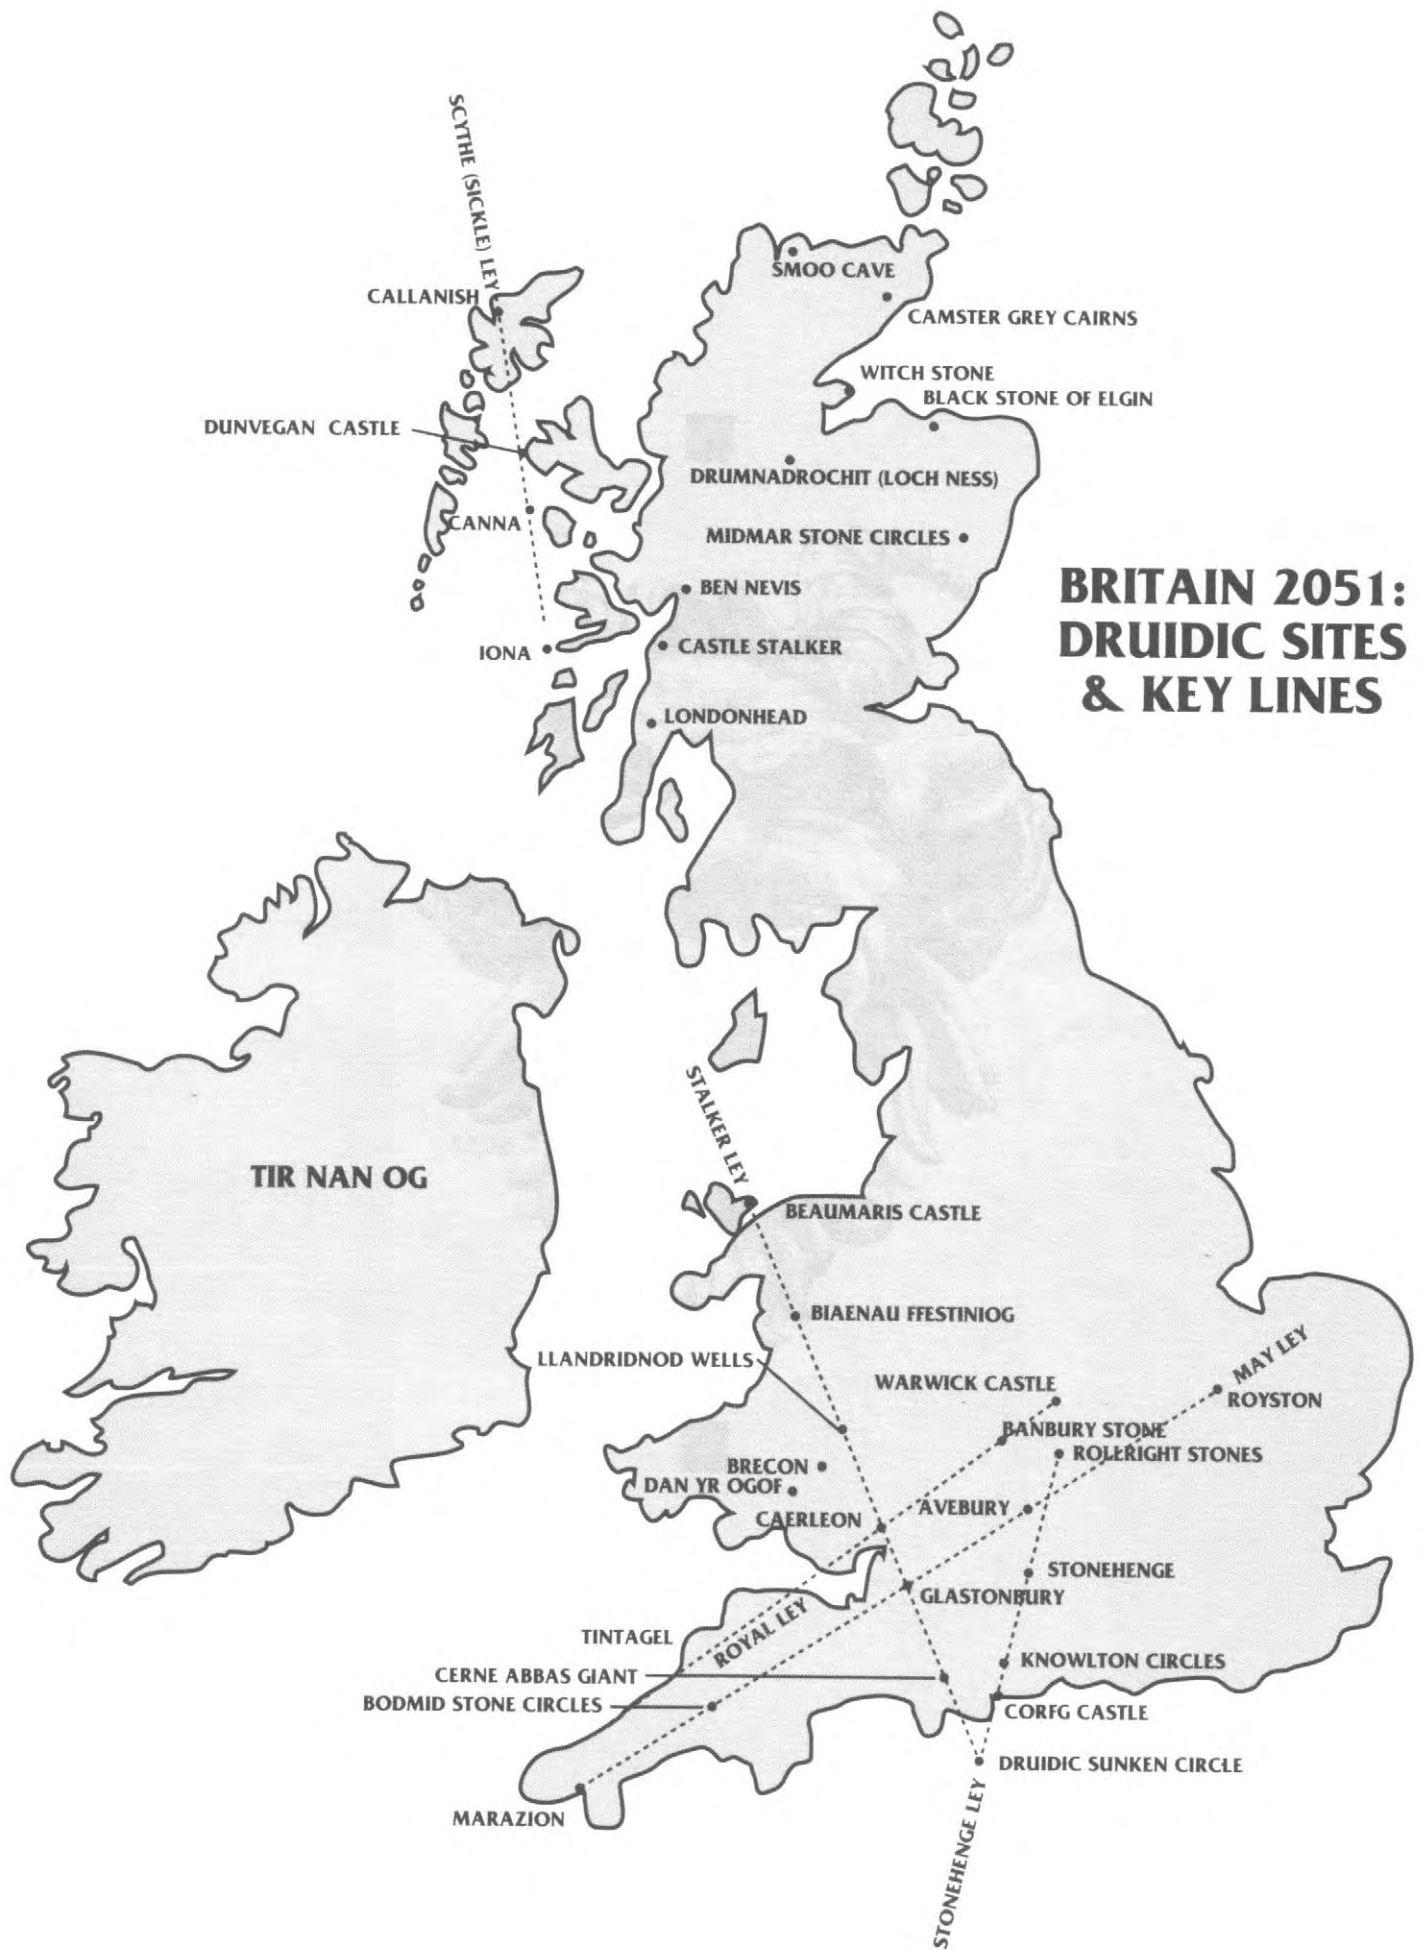 SCYTHE (SICKLE) LEY
CALLANISH
SMOO CAVE
CAMSTER GREY CAIRNS
WITCH STONE
BLACK STONE OF ELGIN
DUNVEGAN CASTLE
DRUMNADROCHIT (LOCH NESS)
CANNA
MIDMAR STONE CIRCLES
BRITAIN 2051:
DRUIDIC SITES
& KEY LINES
BEN NEVIS
IONA
CASTLE STALKER
LONDONHEAD
STALKER LEY
TIR NAN OG
BEAUMARIS CASTLE
BIAENAU FFESTINIOG
MAY LEY
LLANDRIDNOD WELLS
WARWICK CASTLE
ROYSTON
BANBURY STONE
ROLLRIGHT STONES
BRECON
DAN YR OGOF
AVEBURY
CAERLEON
STONEHENGE
GLASTONBURY
ROYAL LEY
TINTAGEL
KNOWLTON CIRCLES
CERNE ABBAS GIANT
BODMID STONE CIRCLES
CORFG CASTLE
DRUIDIC SUNKEN CIRCLE
MARAZION
STONEHENGE LEY